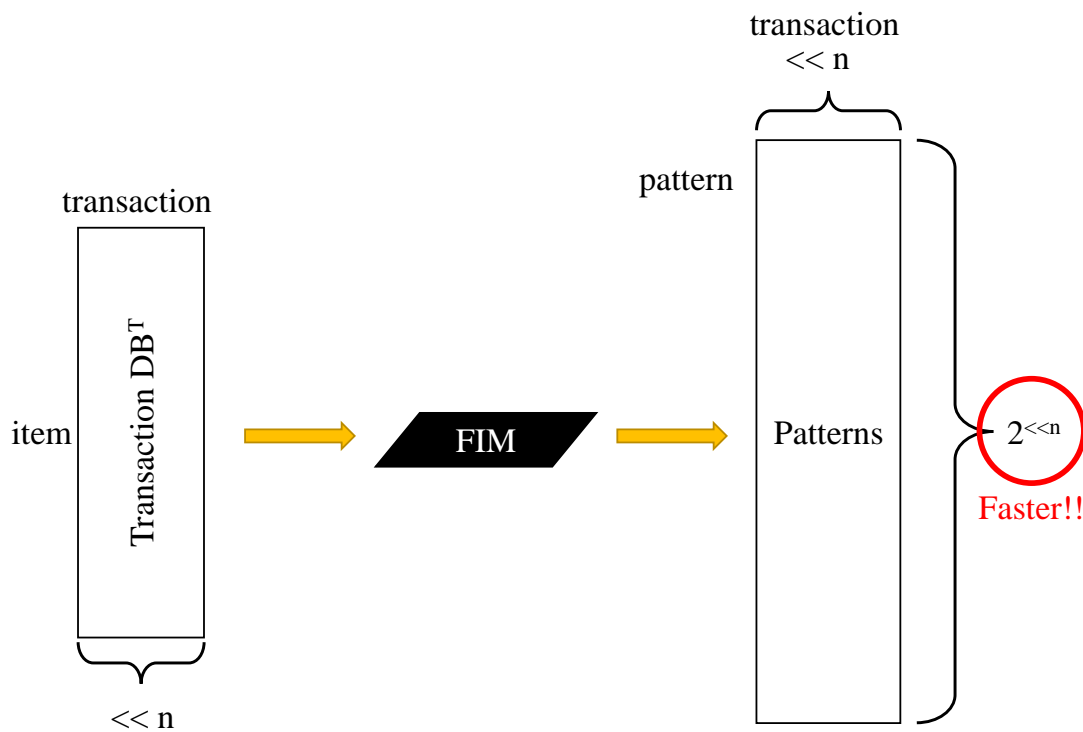 transaction
<< n
pattern
transaction
Transaction DB^T
item
FIM
Patterns
2^<<n
Faster!!
<< n